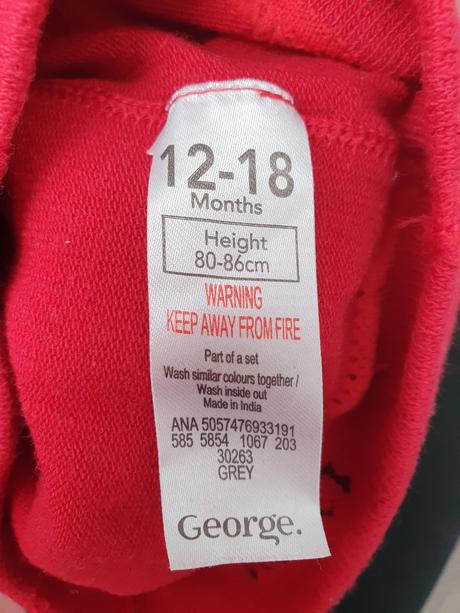 12-18
Months
Height
80-86cm
WARNING
KEEP AWAY FROM FIRE
Part of a set
Wash similar colours together /
Wash inside out
Made in India
ANA 5057476933191
585 5854 1067 203
30263
GREY
George.